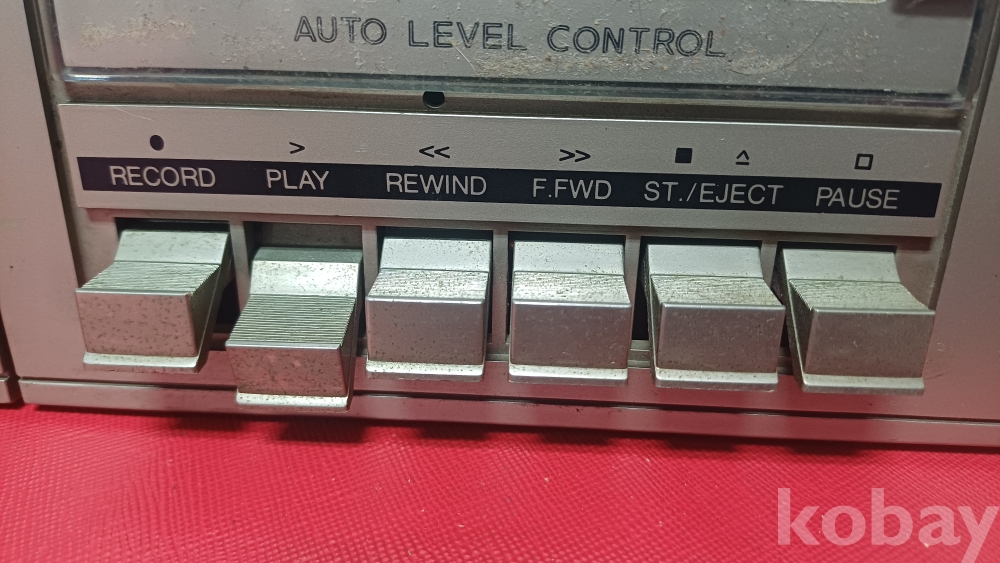 AUTO LEVEL CONTROL
RECORD PLAY REWIND F.FWD ST./EJECT PAUSE
kobay